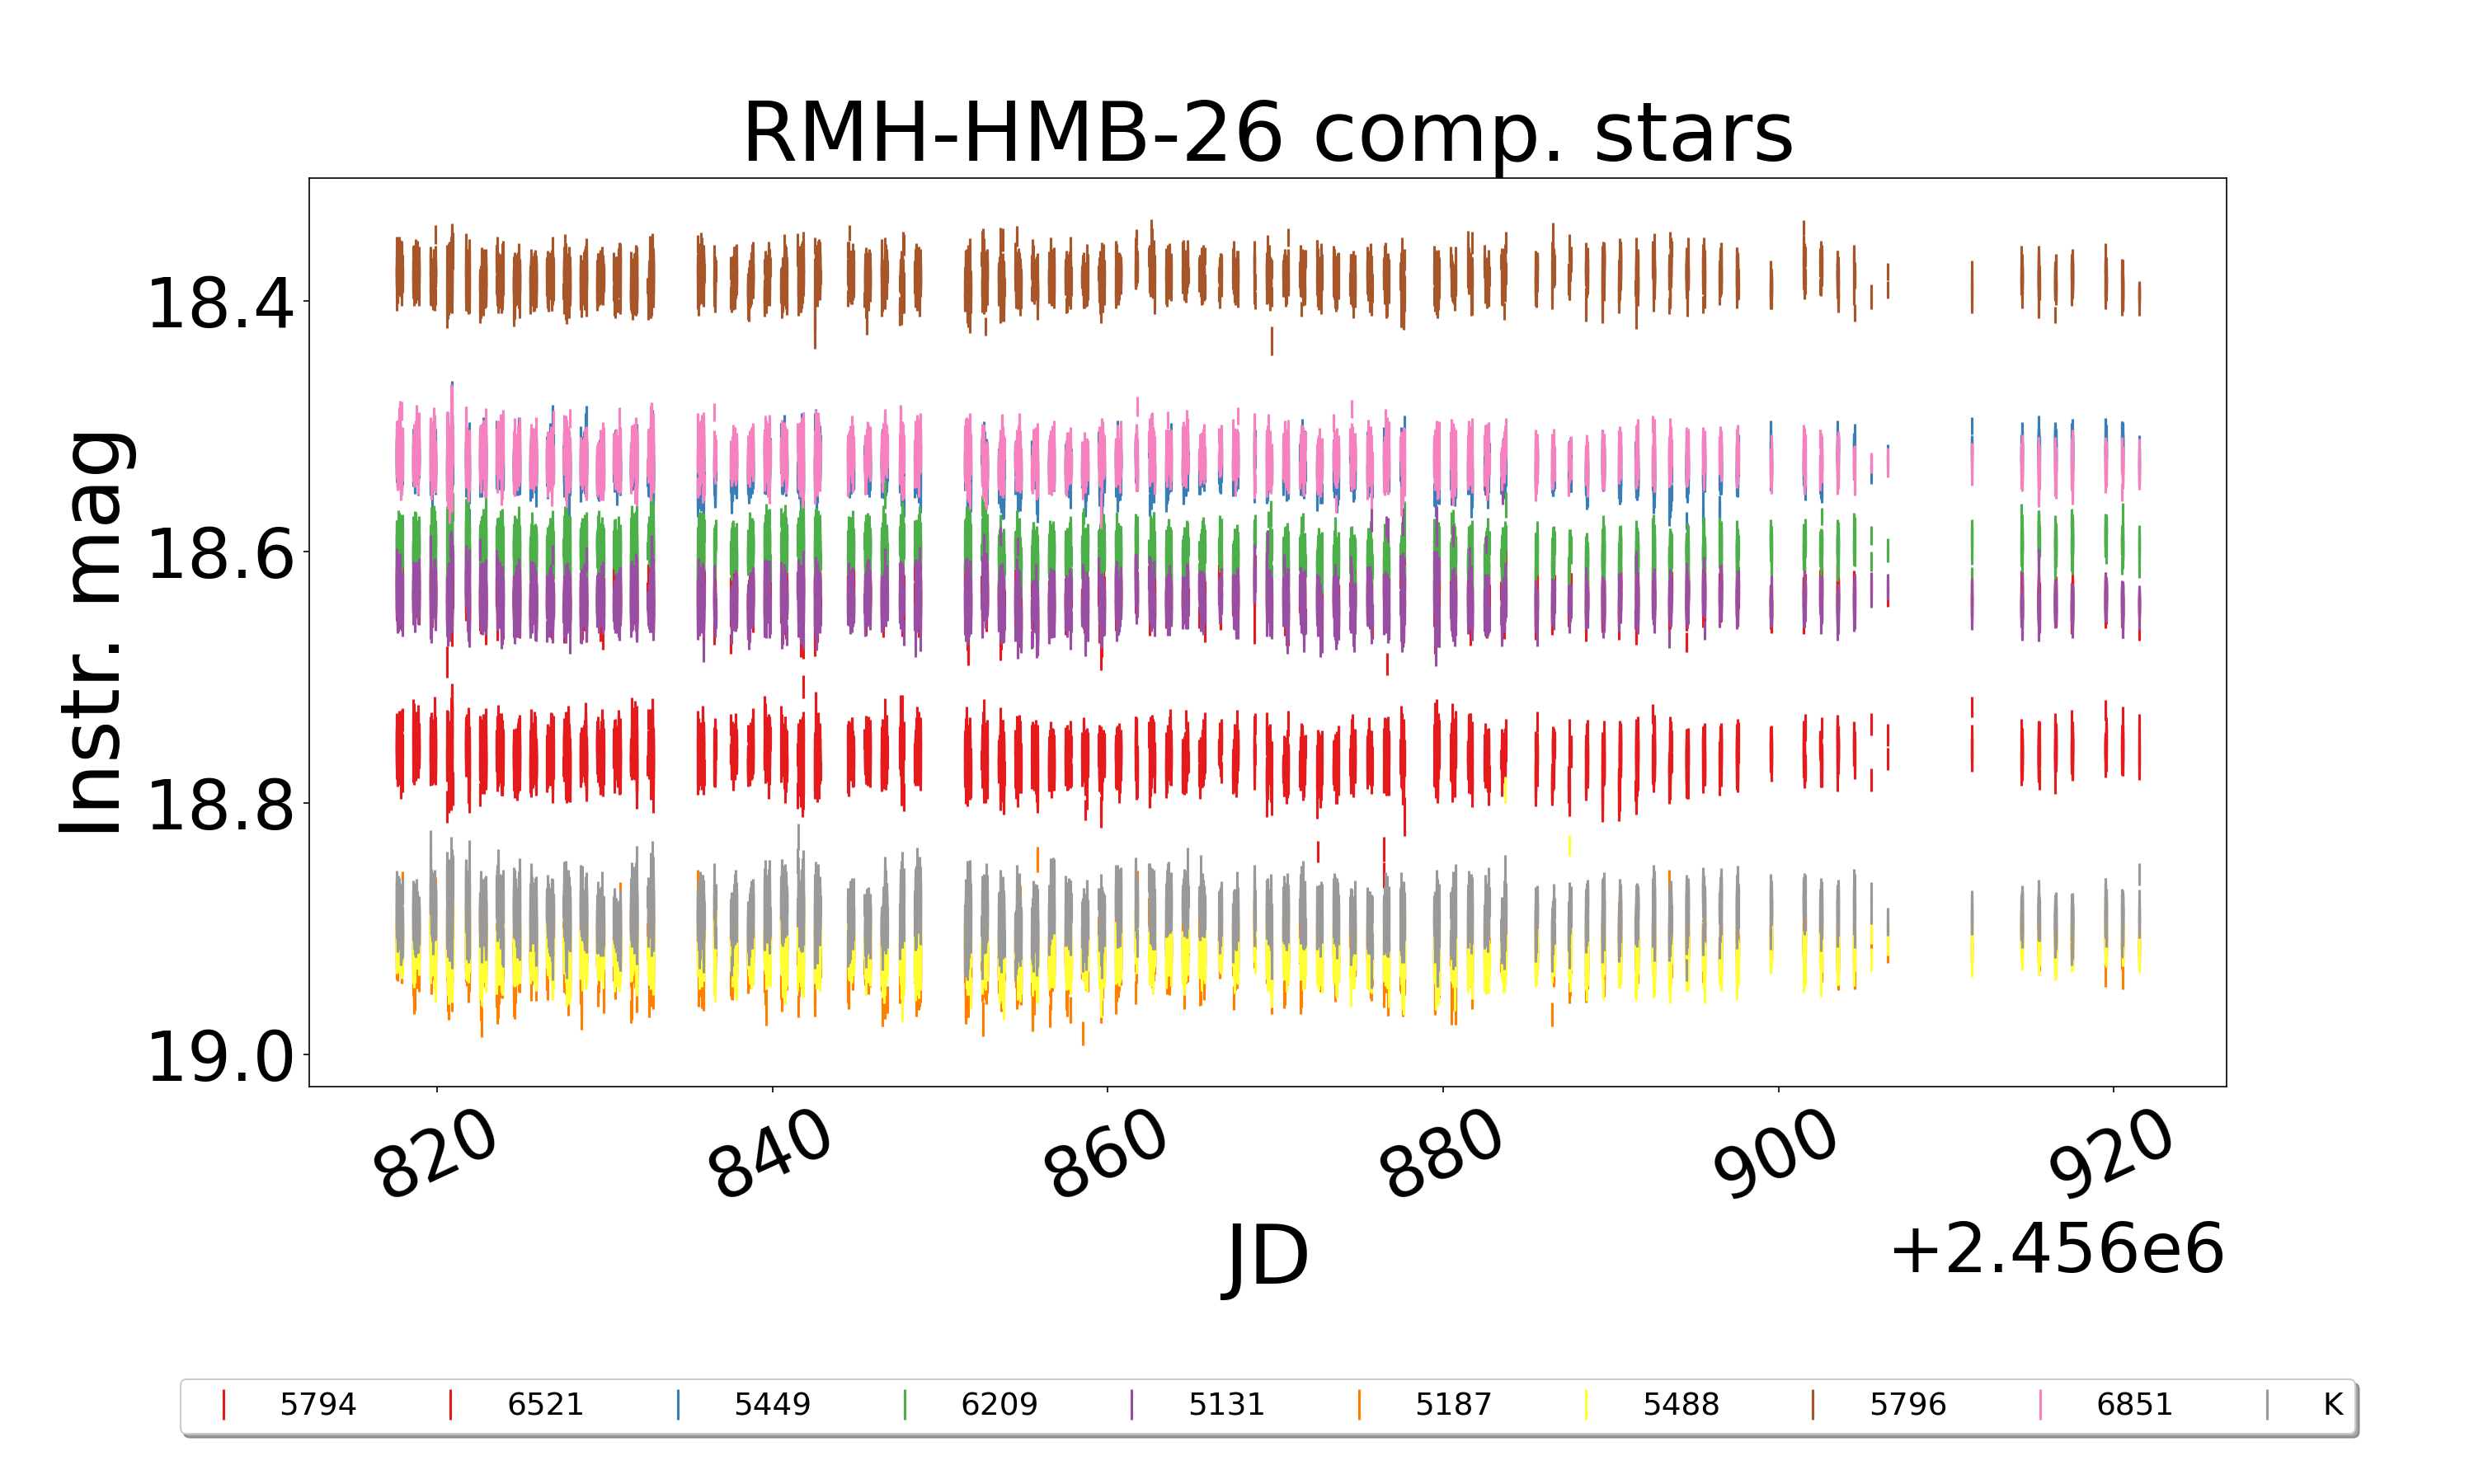 RMH-HMB-26 comp. stars
Instr. mag
18.4
18.6
18.8
19.0
820 840 860 880 900 920
JD
+2.456e6
5794 6521 5449 6209 5131 5187 5488 5796 6851 K